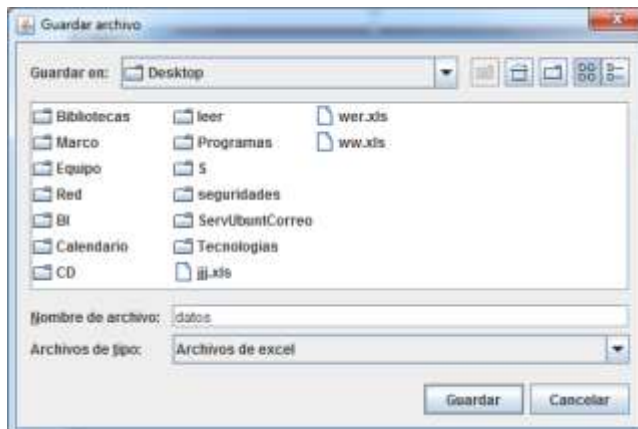 Guardar archivo
Guardar en: Desktop
Bibliotecas leer wer.xls
Marco Programas ww.xls
Equipo S
Red seguridades
BI ServUbuntCorreo
Calendario Tecnologias
CD jjj.xls
Nombre de archivo: datos
Archivos de tipo: Archivos de excel
Guardar Cancelar